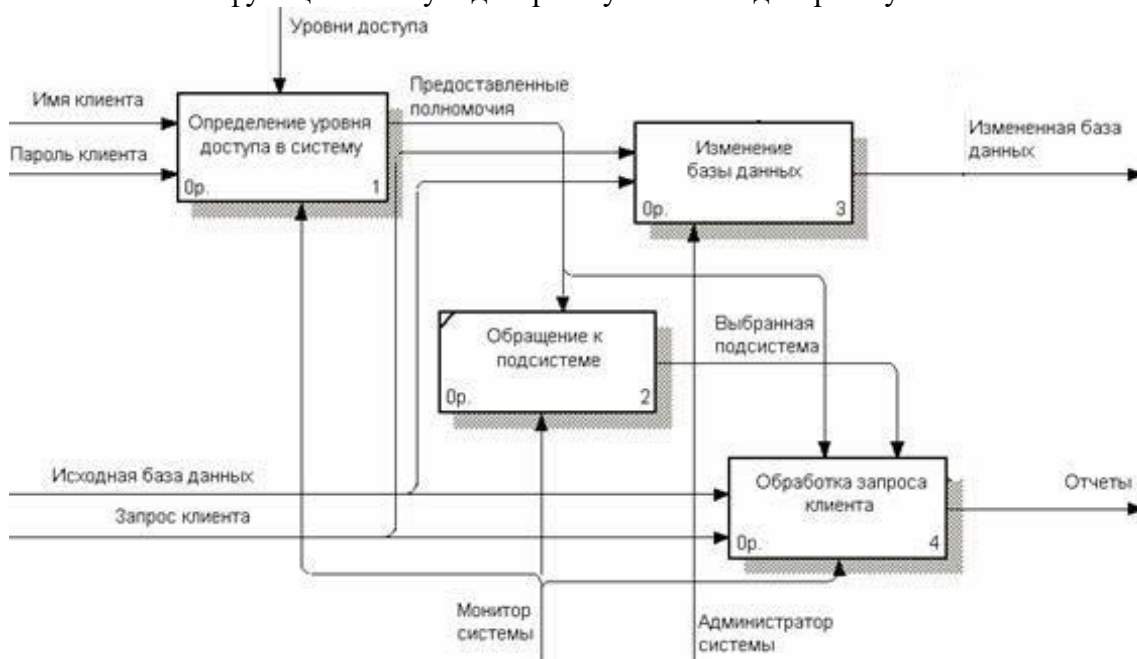 Уровни доступа
Имя клиента
Пароль клиента
Определение уровня
доступа в систему
0р.
1
Предоставленные
полномочия
Изменение
базы данных
0р.
3
Измененная база
данных
Обращение к
подсистеме
0р.
2
Выбранная
подсистема
Исходная база данных
Запрос клиента
Обработка запроса
клиента
0р.
4
Отчеты
Монитор
системы
Администратор
системы